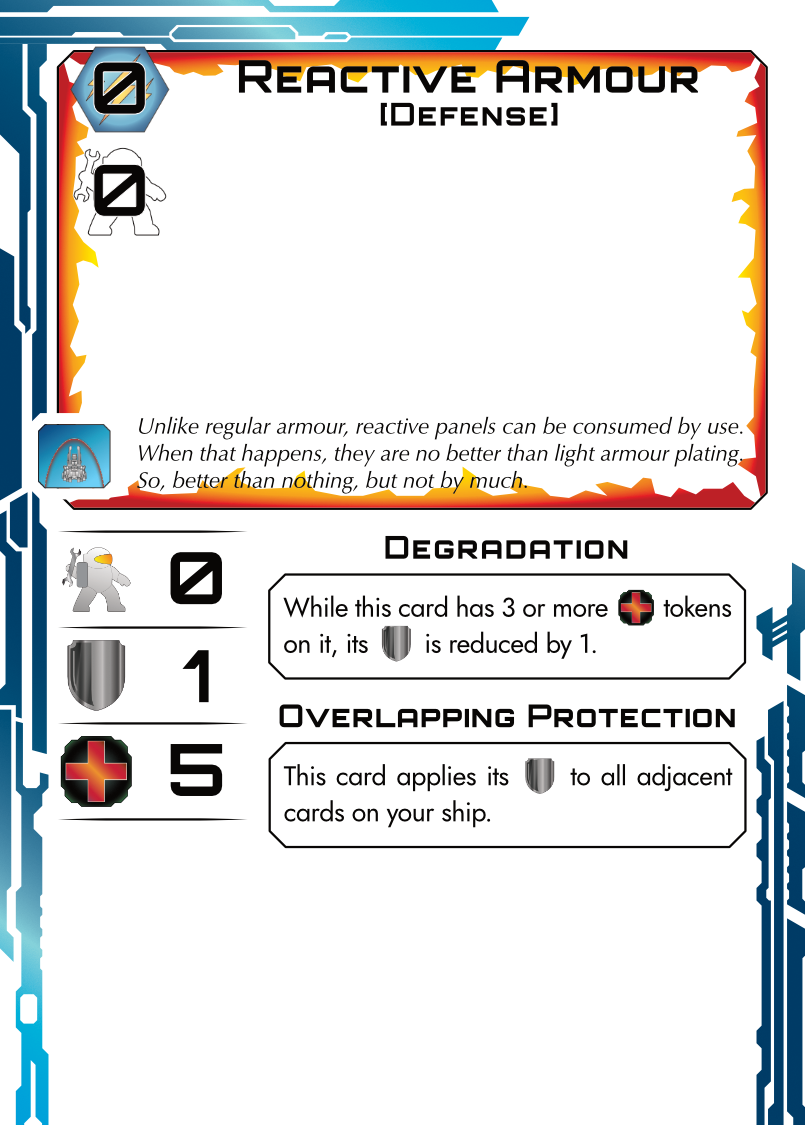 0
Reactive Armour
[Defense]
0
Unlike regular armour, reactive panels can be consumed by use.
When that happens, they are no better than light armour plating.
So, better than nothing, but not by much.
0
1
5
Degradation
While this card has 3 or more tokens
on it, its is reduced by 1.
Overlapping Protection
This card applies its to all adjacent
cards on your ship.